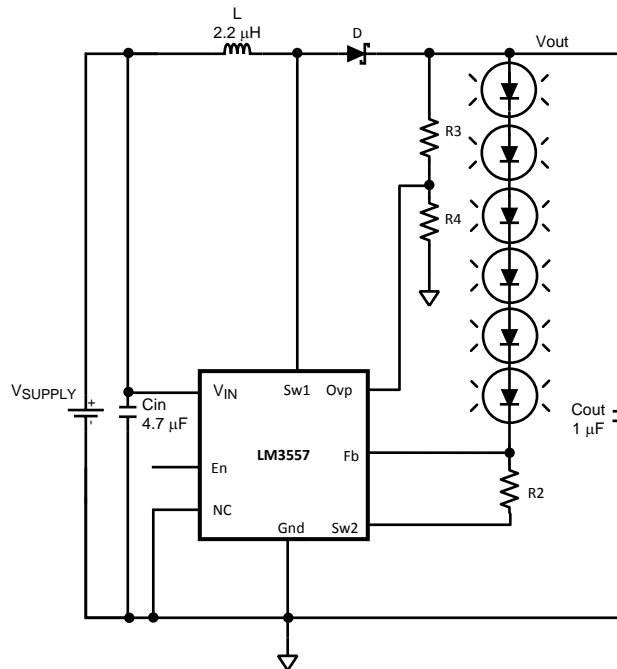 L
2.2 μH
D
Vout
R3
R4
VSUPPLY
+
-
Cin
4.7 μF
VIN
Sw1
Ovp
Cout
1 μF
En
LM3557
Fb
NC
R2
Gnd
Sw2